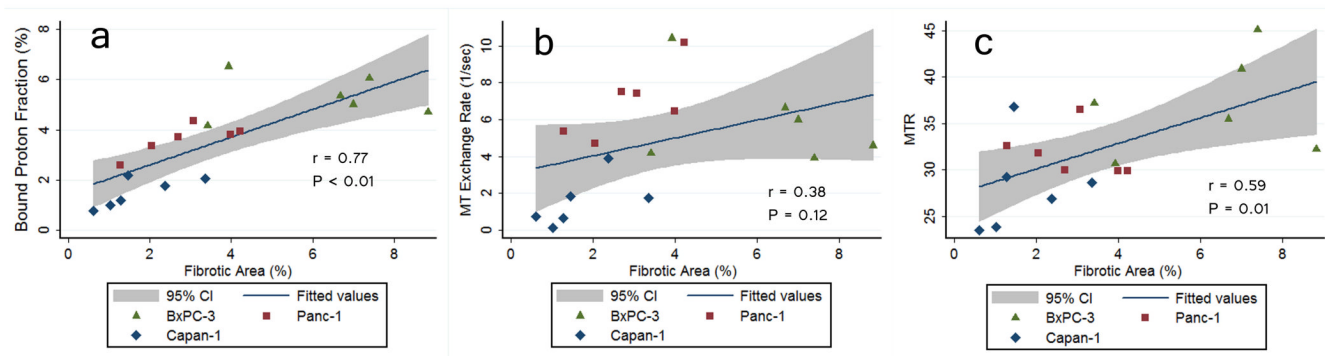 a
Bound Proton Fraction (%)
8
6
4
2
0
r = 0.77
P < 0.01
0 2 4 6 8
Fibrotic Area (%)
95% CI Fitted values
BxPC-3 Panc-1
Capan-1
b
MT Exchange Rate (1/sec)
10
8
6
4
2
0
r = 0.38
P = 0.12
0 2 4 6 8
Fibrotic Area (%)
95% CI Fitted values
BxPC-3 Panc-1
Capan-1
c
MTR
45
40
35
30
25
r = 0.59
P = 0.01
0 2 4 6 8
Fibrotic Area (%)
95% CI Fitted values
BxPC-3 Panc-1
Capan-1